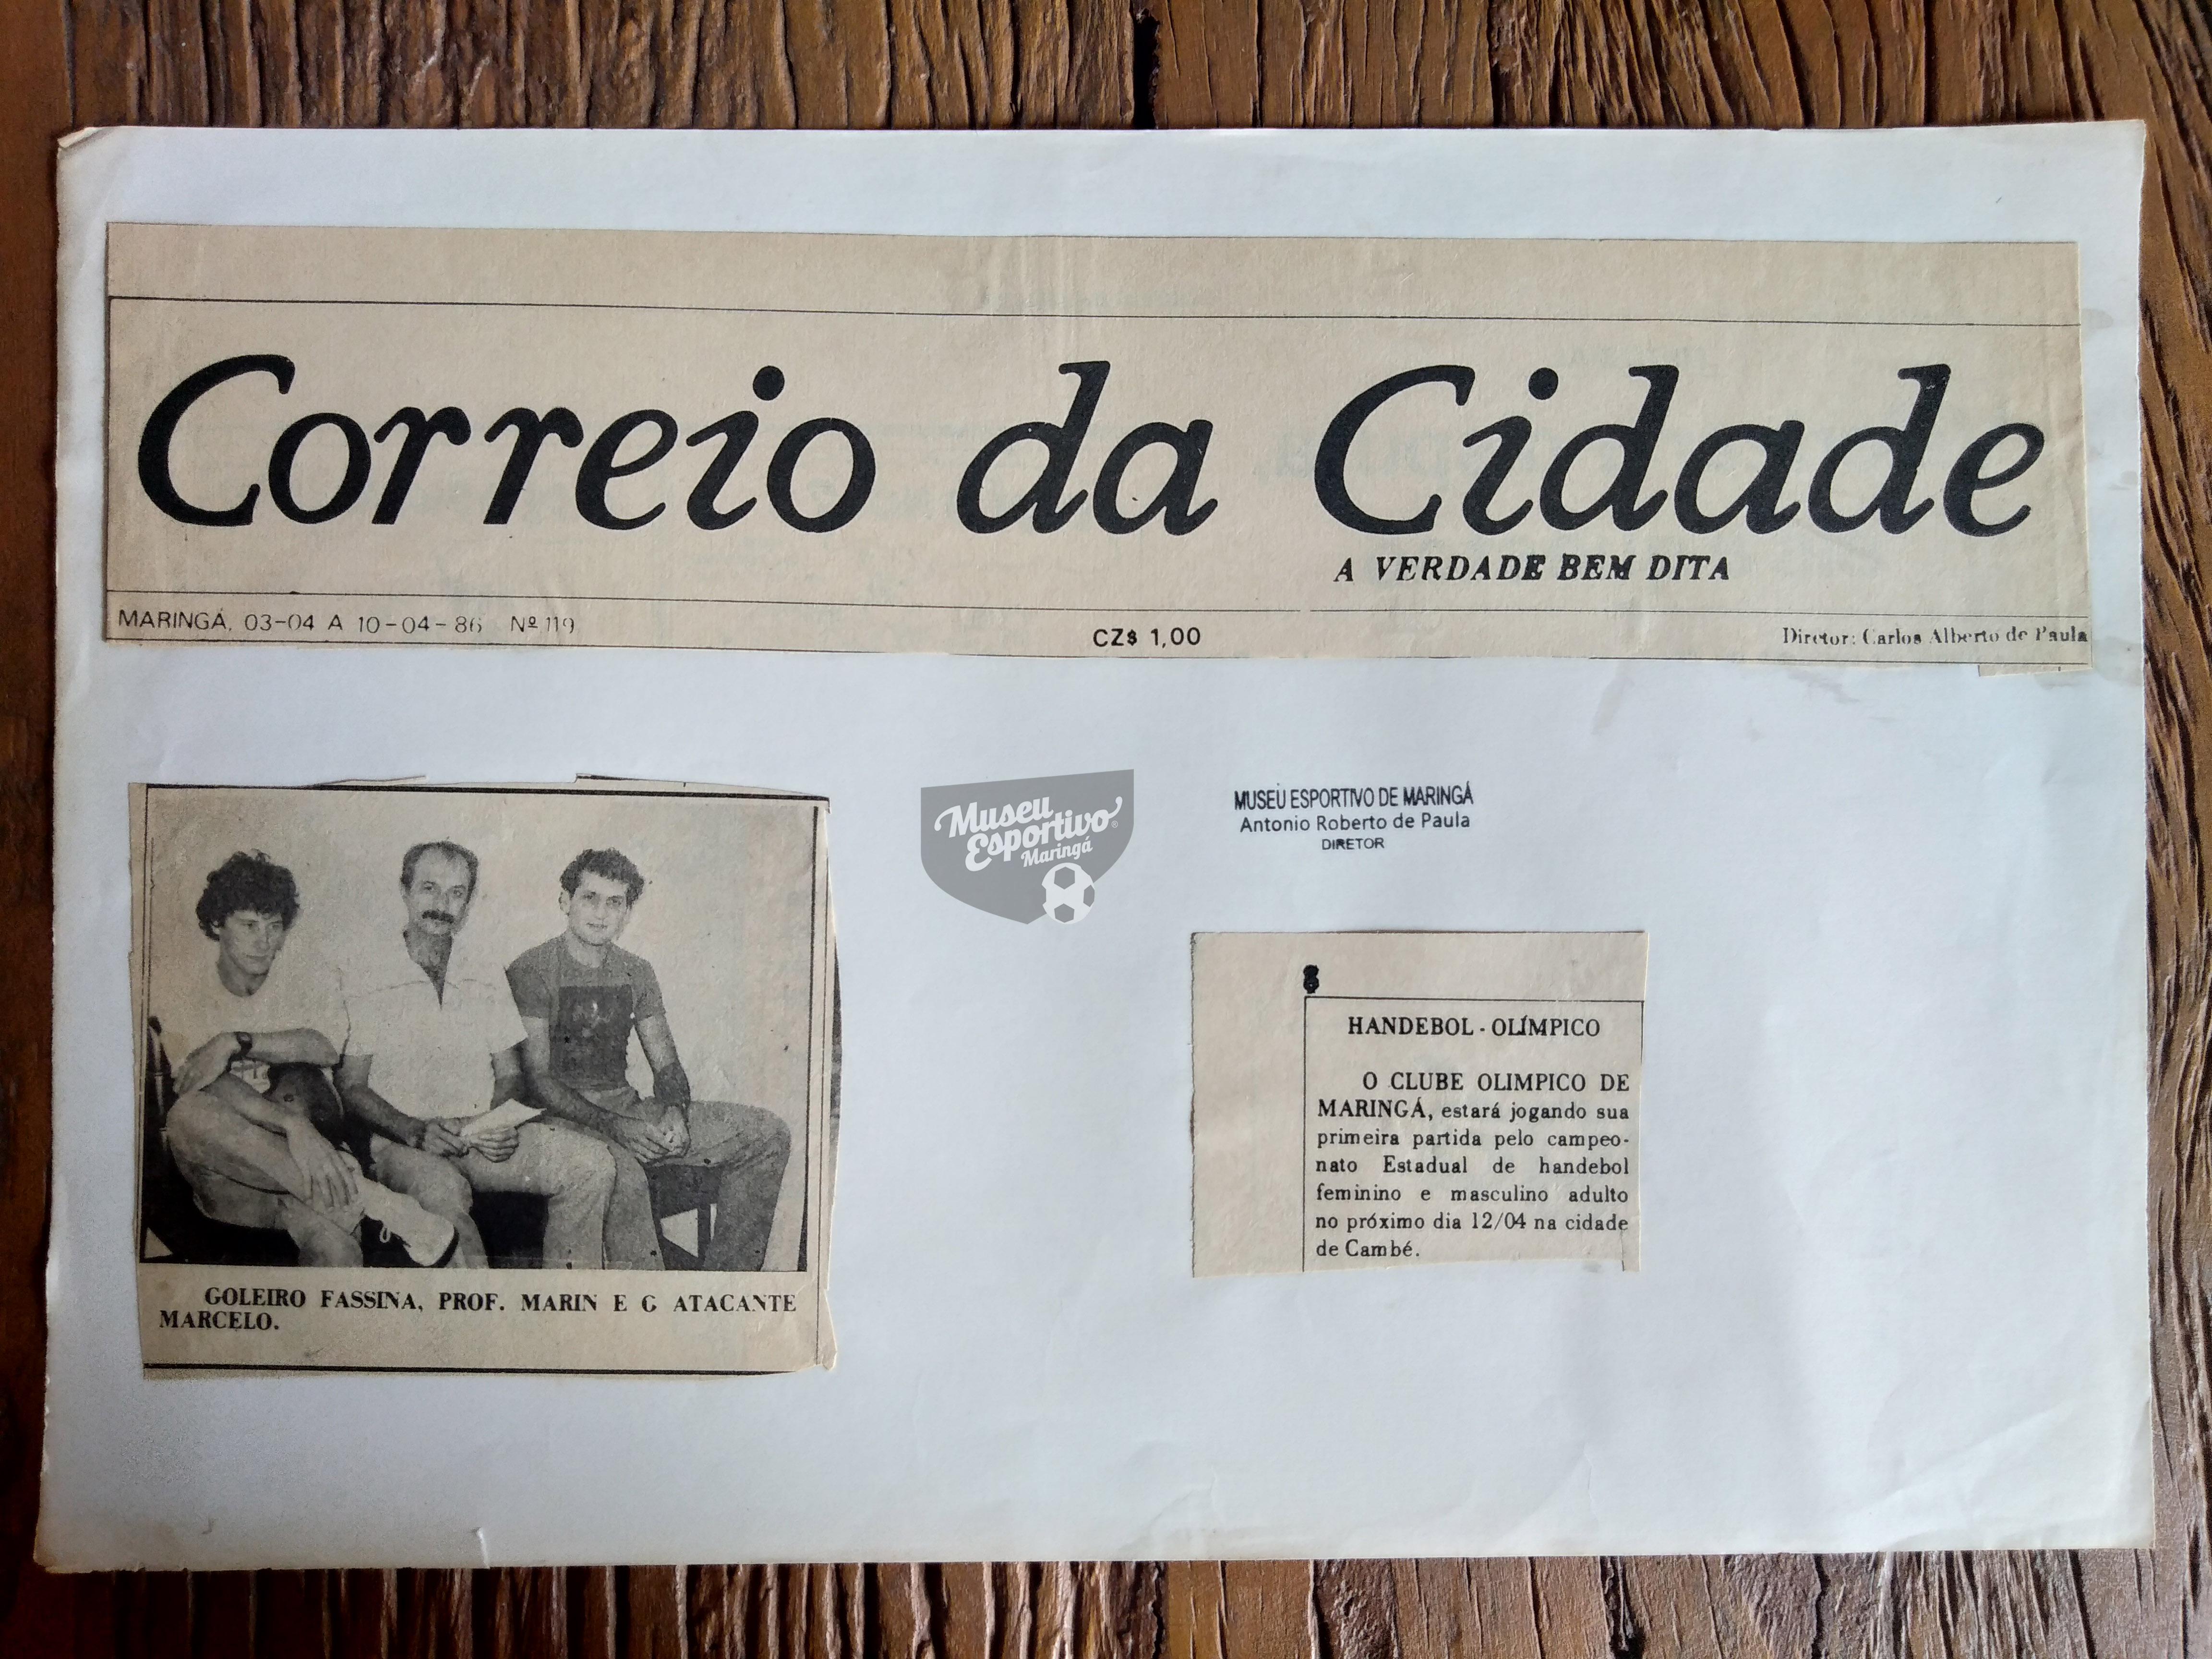 Correio da Cidade
A VERDADE BEM DITA
MARINGÁ, 03-04 A 10-04-86 Nº 119
CZ$ 1,00
Diretor: Carlos Alberto de Paula
Museu
Esportivo®
Maringá
MUSEU ESPORTIVO DE MARINGÁ
Antonio Roberto de Paula
DIRETOR
GOLEIRO FASSINA, PROF. MARIN E G ATACANTE
MARCELO.
HANDEBOL - OLÍMPICO
O CLUBE OLIMPICO DE
MARINGÁ, estará jogando sua
primeira partida pelo campeo-
nato Estadual de handebol
feminino e masculino adulto
no próximo dia 12/04 na cidade
de Cambé.